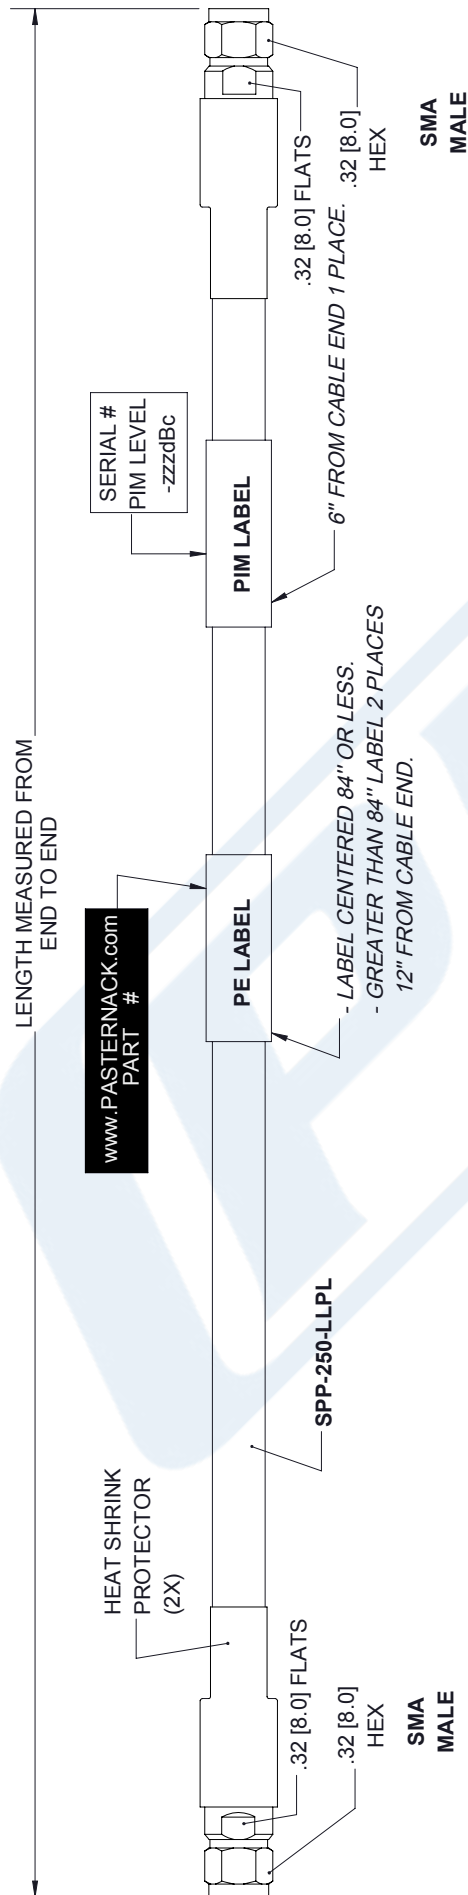 LENGTH MEASURED FROM
END TO END
HEAT SHRINK
PROTECTOR
(2X)
www.PASTERNACK.com
PART #
SERIAL #
PIM LEVEL
-zzzdBc
PE LABEL
PIM LABEL
.32 [8.0] FLATS
.32 [8.0]
HEX
SMA
MALE
SPP-250-LLPL
- LABEL CENTERED 84" OR LESS.
- GREATER THAN 84" LABEL 2 PLACES
12" FROM CABLE END.
6" FROM CABLE END 1 PLACE.
.32 [8.0] FLATS
.32 [8.0]
HEX
SMA
MALE